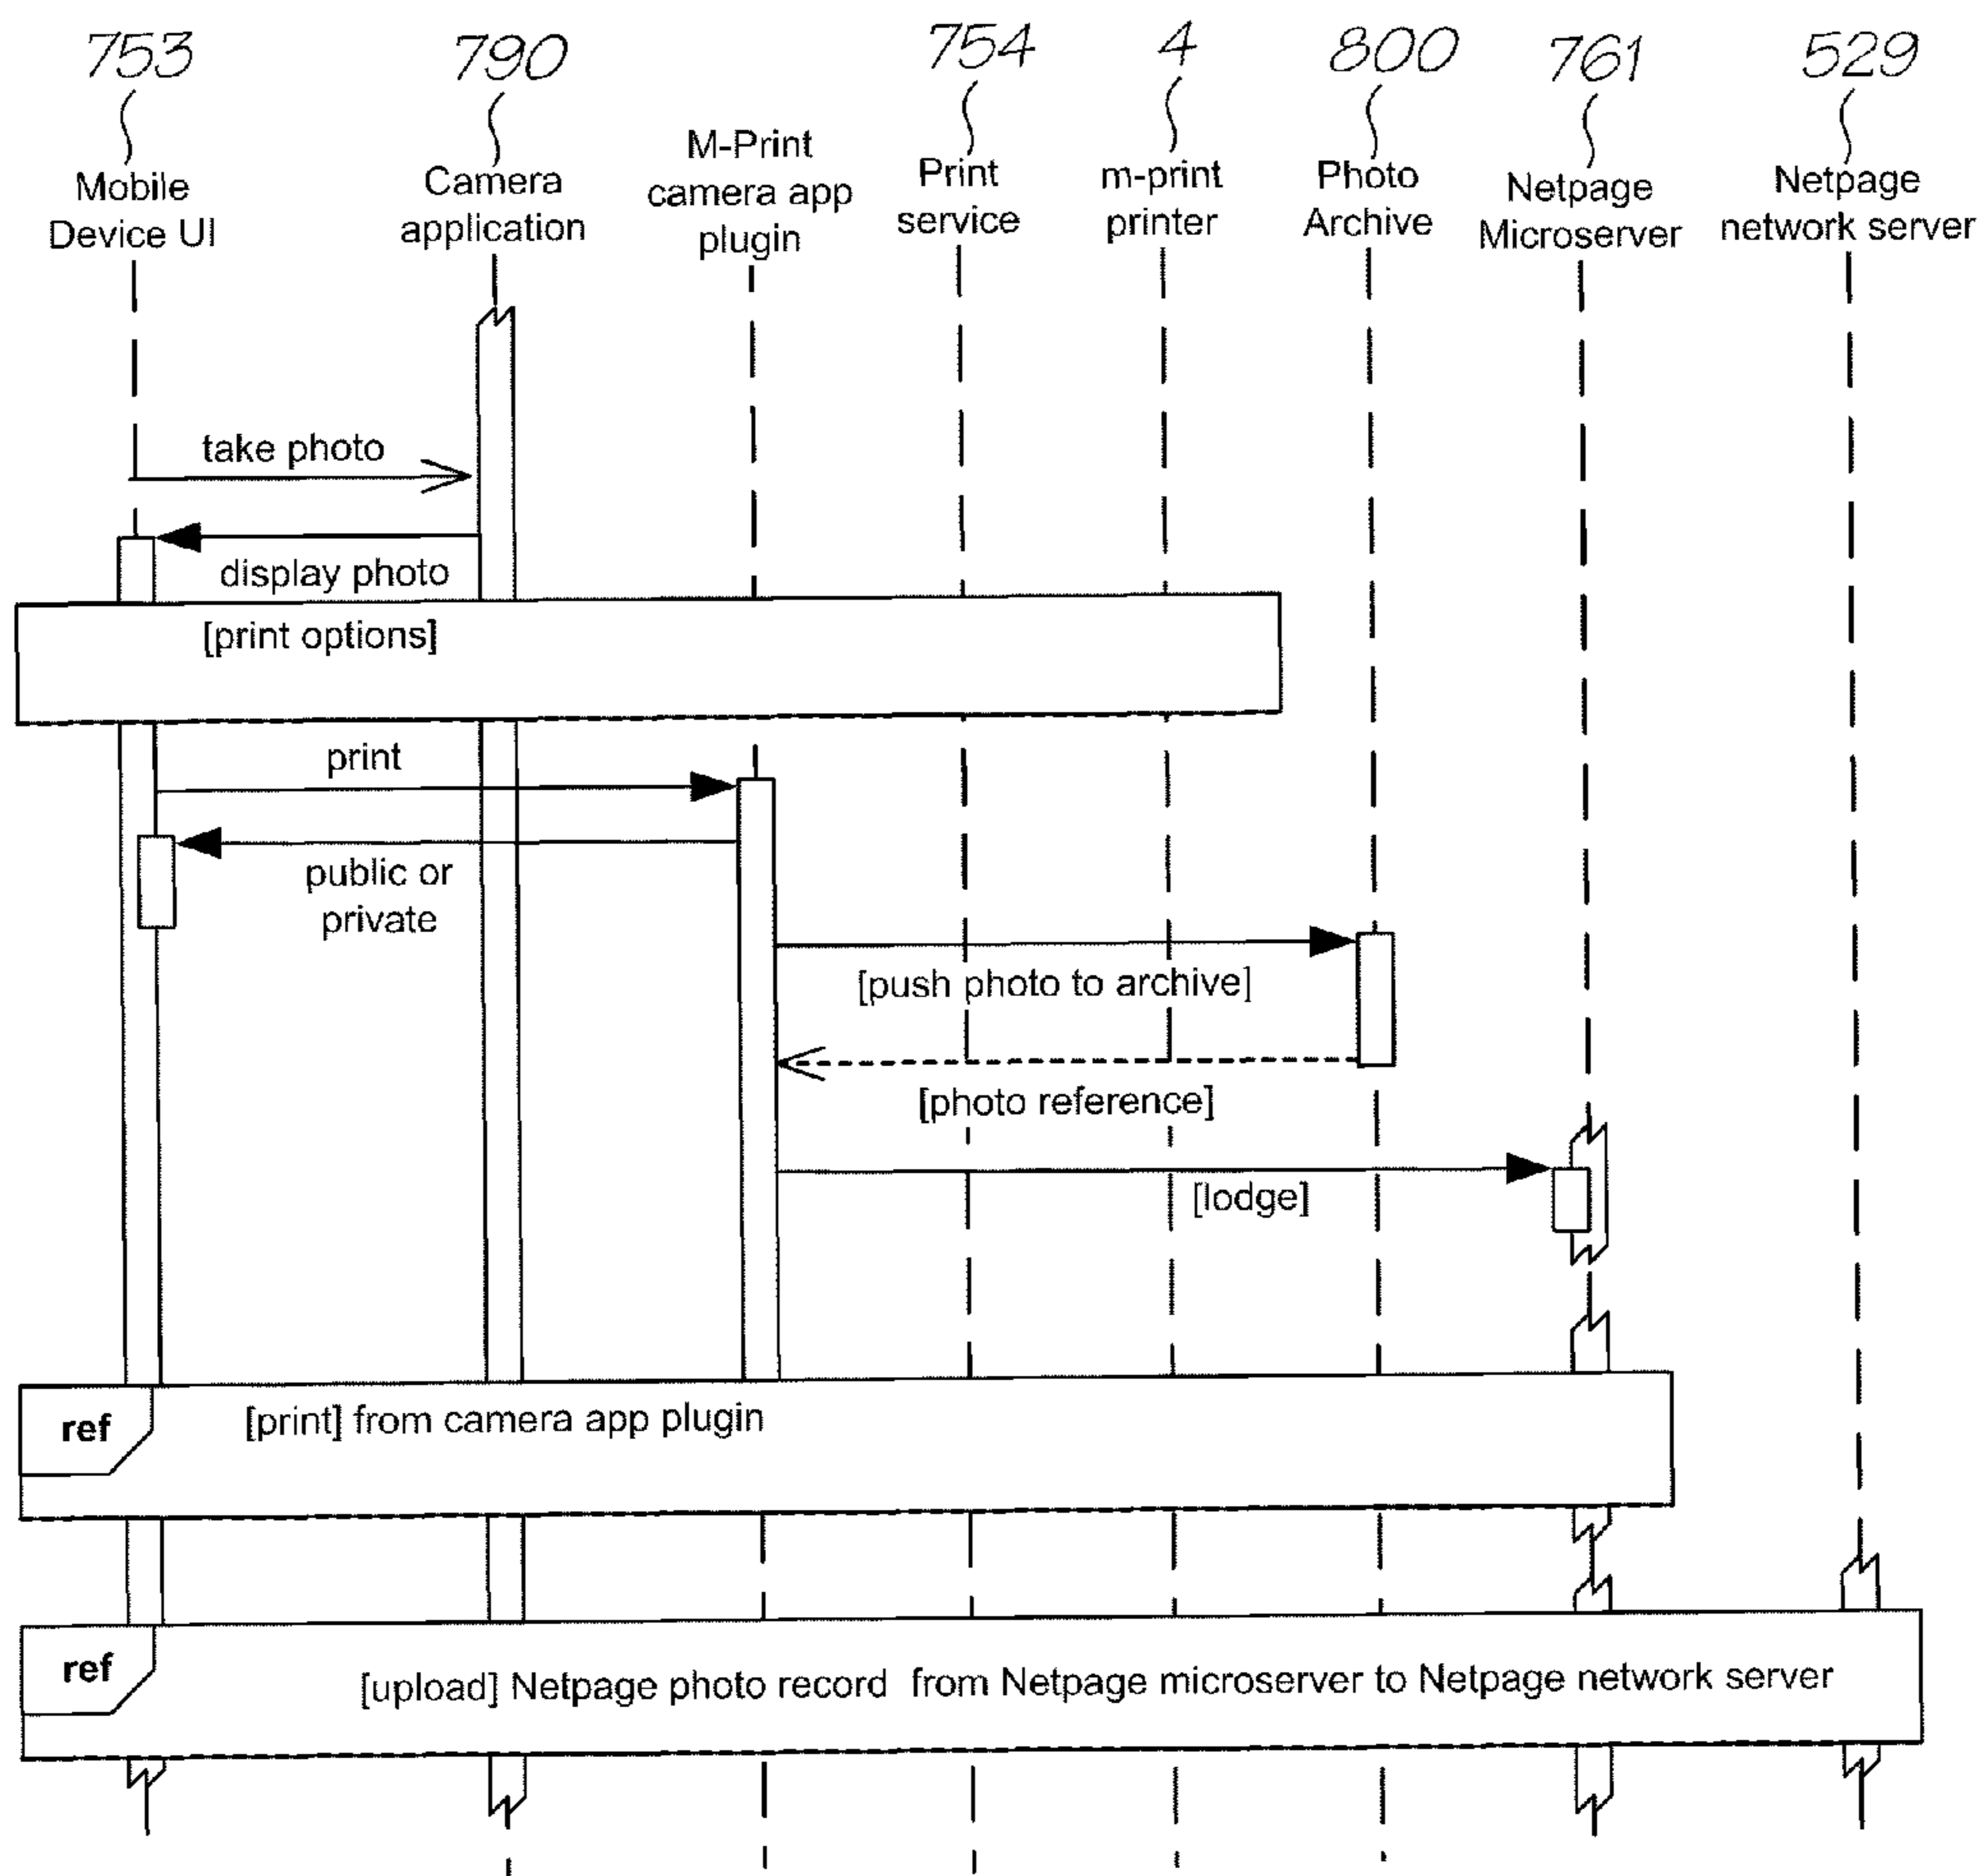 753
790
754
4
800
761
529
Mobile
Device UI
Camera
application
M-Print
camera app
plugin
Print
service
m-print
printer
Photo
Archive
Netpage
Microserver
Netpage
network server
take photo
display photo
[print options]
print
public or
private
[push photo to archive]
[photo reference]
[lodge]
ref
[print] from camera app plugin
ref
[upload] Netpage photo record from Netpage microserver to Netpage network server